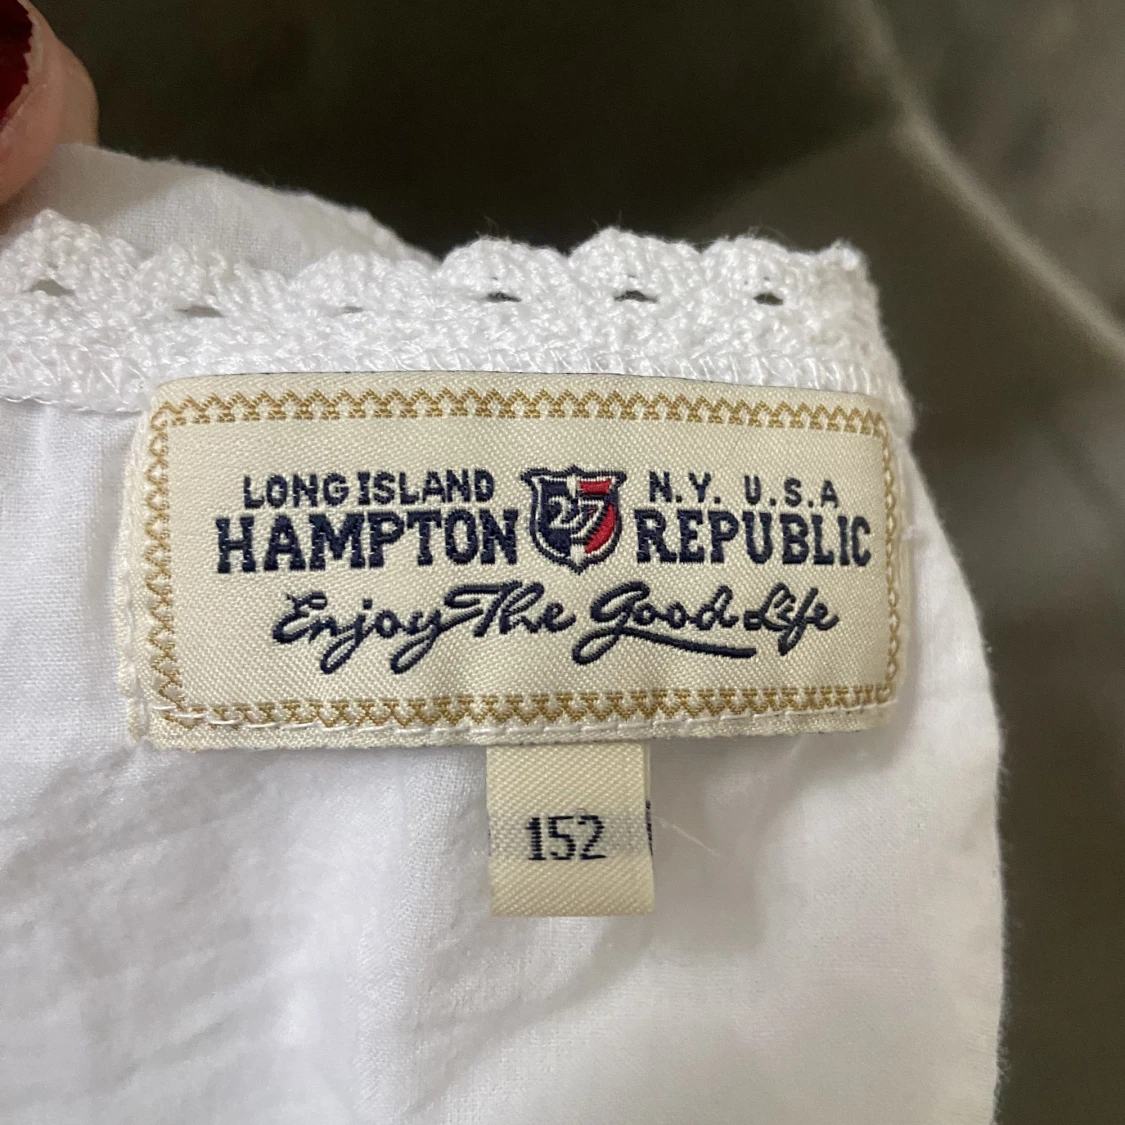 LONG ISLAND N.Y. U.S.A
HAMPTON 27 REPUBLIC
Enjoy The Good Life
152